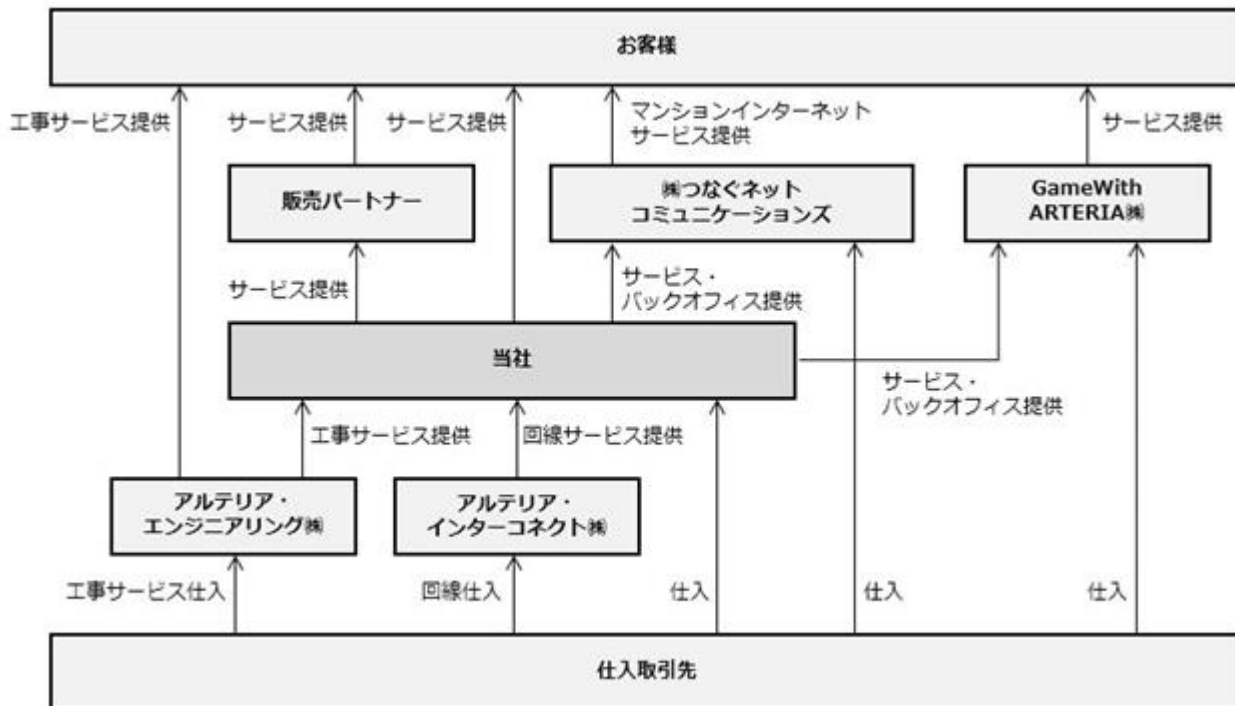 お客様
工事サービス提供
サービス提供
サービス提供
マンションインターネット
サービス提供
サービス提供
販売パートナー
㈱つなぐネット
コミュニケーションズ
GameWith
ARTERIA㈱
サービス提供
サービス・
バックオフィス提供
当社
サービス・
バックオフィス提供
工事サービス提供
回線サービス提供
アルテリア・
エンジニアリング㈱
アルテリア・
インターコネクト㈱
工事サービス仕入
回線仕入
仕入
仕入
仕入
仕入取引先